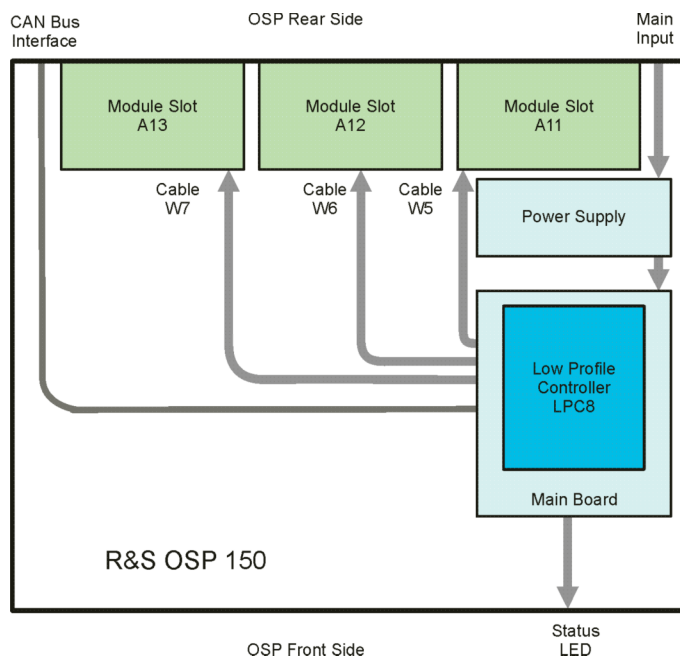 CAN Bus
Interface
OSP Rear Side
Main
Input
Module Slot
A13
Module Slot
A12
Module Slot
A11
Cable
W7
Cable
W6
Cable
W5
Power Supply
Low Profile
Controller
LPC8
Main Board
R&S OSP 150
Status
LED
OSP Front Side